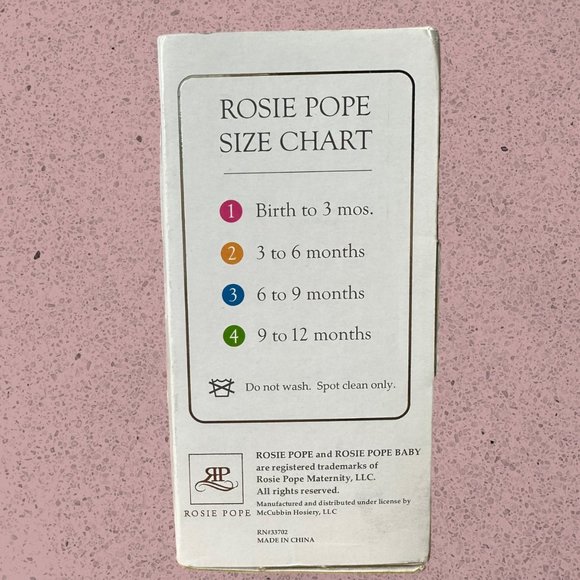 ROSIE POPE
SIZE CHART
1 Birth to 3 mos.
2 3 to 6 months
3 6 to 9 months
4 9 to 12 months
Do not wash. Spot clean only.
RP
ROSIE POPE
ROSIE POPE and ROSIE POPE BABY
are registered trademarks of
Rosie Pope Maternity, LLC.
All rights reserved.
Manufactured and distributed under license by
McCubbin Hosiery, LLC
RN#33702
MADE IN CHINA